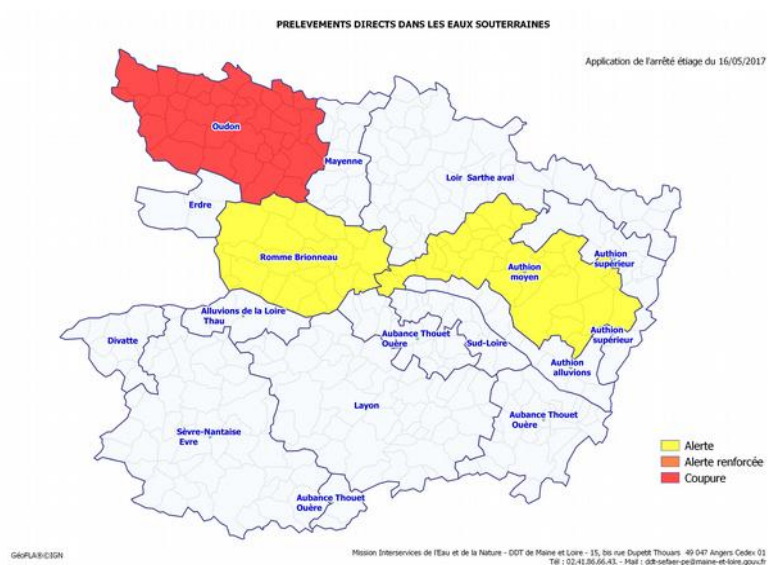 PRELEVEMENTS DIRECTS DANS LES EAUX SOUTERRAINES
Application de l'arrêté étiage du 16/05/2017
Oudon
Mayenne
Loir Sarthe aval
Erdre
Romme Brionneau
Authion
supérieur
Authion
moyen
Alluvions de la Loire
Thau
Divatte
Aubance Thouet
Ouère
Sud-Loire
Authion
supérieur
Authion
alluvions
Layon
Aubance Thouet
Ouère
Sèvre-Nantaise
Evre
Aubance Thouet
Ouère
Alerte
Alerte renforcée
Coupure
GéoPLA®©IGN
Mission Interservices de l'Eau et de la Nature - DDT de Maine et Loire - 15, bis rue Dupetit Thouars 49 047 Angers Cedex 01
Tél : 02.41.86.66.43. - Mail : ddt-sefaer-pe@maine-et-loire.gouv.fr